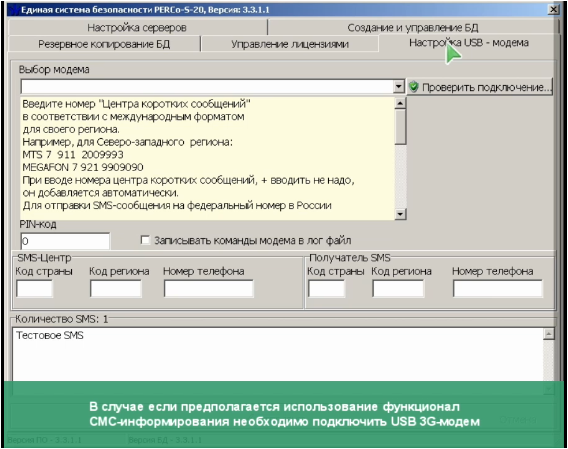 Единая система безопасности PERCo-S-20, Версия: 3.3.1.1
Настройка серверов
Создание и управление БД
Резервное копирование БД
Управление лицензиями
Настройка USB - модема
Выбор модема
Проверить подключение...
Введите номер "Центра коротких сообщений"
в соответствии с международным форматом
для своего региона.
Например, для Северо-западного региона:
MTS 7 911 2009993
MEGAFON 7 921 9909090
При вводе номера центра коротких сообщений, + вводить не надо,
он добавляется автоматически.
Для отправки SMS-сообщения на федеральный номер в России
PIN-код
0
Записывать команды модема в лог файл
SMS-Центр
Код страны Код региона Номер телефона
Получатель SMS
Код страны Код региона Номер телефона
Количество SMS: 1
Тестовое SMS
В случае если предполагается использование функционал
СМС-информирования необходимо подключить USB 3G-модем
Версия ПО - 3.3.1.1 Версия БД - 3.3.1.1